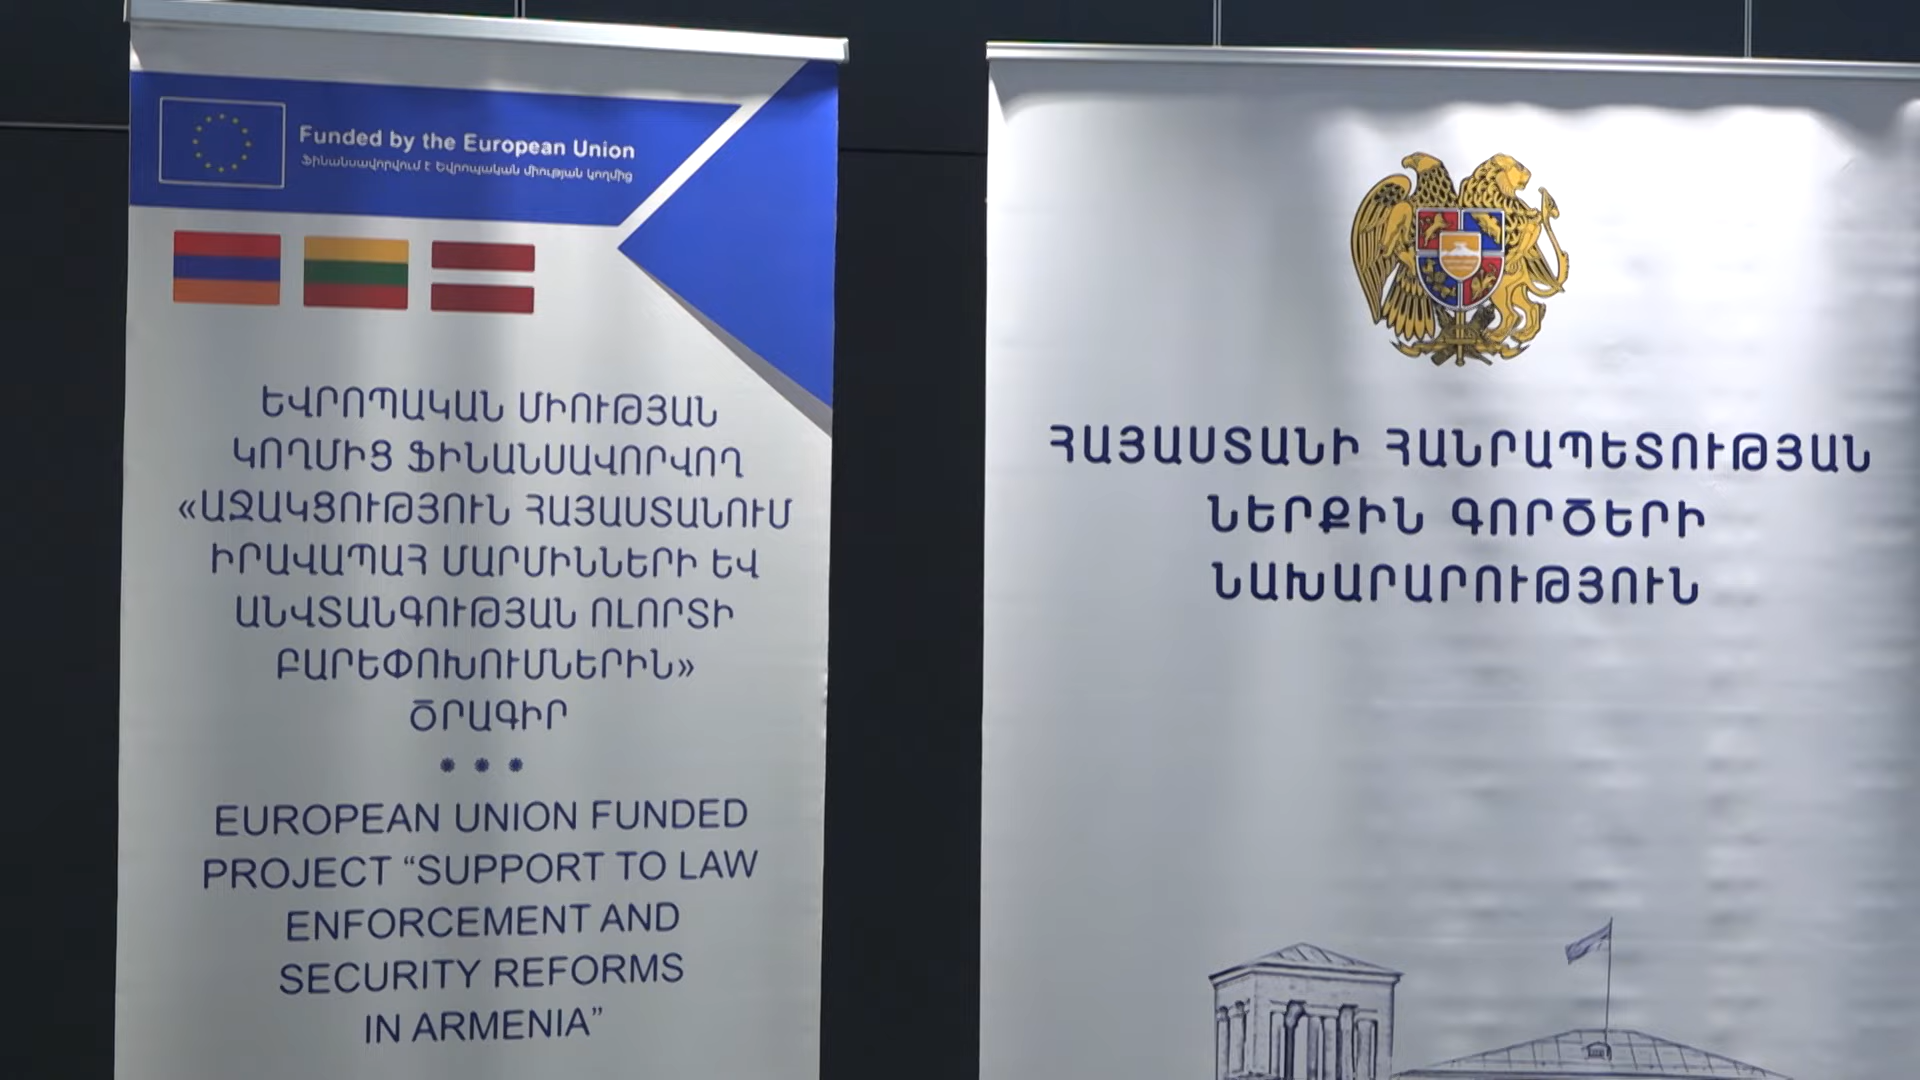 Funded by the European Union
Ֆինանսավորվում է Եվրոպական միության կողմից
ԵՎՐՈՊԱԿԱՆ ՄԻՈՒԹՅԱՆ
ԿՈՂՄԻՑ ՖԻՆԱՆՍԱՎՈՐՎՈՂ
«ԱՋԱԿՑՈՒԹՅՈՒՆ ՀԱՅԱՍՏԱՆՈՒՄ
ԻՐԱՎԱՊԱՀ ՄԱՐՄԻՆՆԵՐԻ ԵՎ
ԱՆՎՏԱՆԳՈՒԹՅԱՆ ՈԼՈՐՏԻ
ԲԱՐԵՓՈԽՈՒՄՆԵՐԻՆ»
ԾՐԱԳԻՐ
EUROPEAN UNION FUNDED
PROJECT “SUPPORT TO LAW
ENFORCEMENT AND
SECURITY REFORMS
IN ARMENIA”
ՀԱՅԱՍՏԱՆԻ ՀԱՆՐԱՊԵՏՈՒԹՅԱՆ
ՆԵՐՔԻՆ ԳՈՐԾԵՐԻ
ՆԱԽԱՐԱՐՈՒԹՅՈՒՆ